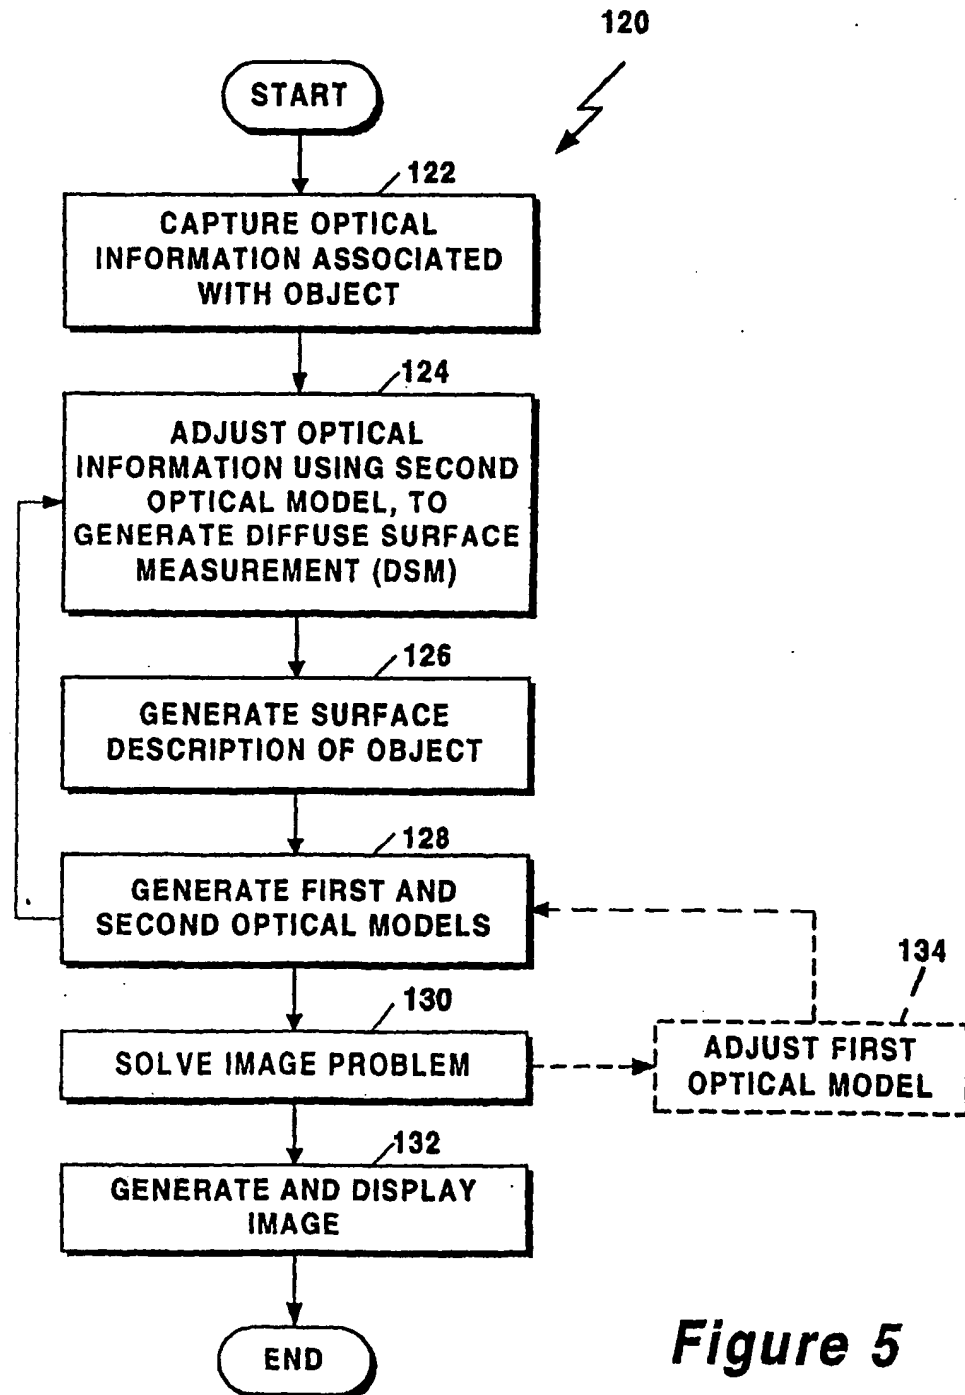 120
START
122
CAPTURE OPTICAL
INFORMATION ASSOCIATED
WITH OBJECT
124
ADJUST OPTICAL
INFORMATION USING SECOND
OPTICAL MODEL, TO
GENERATE DIFFUSE SURFACE
MEASUREMENT (DSM)
126
GENERATE SURFACE
DESCRIPTION OF OBJECT
128
GENERATE FIRST AND
SECOND OPTICAL MODELS
134
ADJUST FIRST
OPTICAL MODEL
130
SOLVE IMAGE PROBLEM
132
GENERATE AND DISPLAY
IMAGE
END
Figure 5